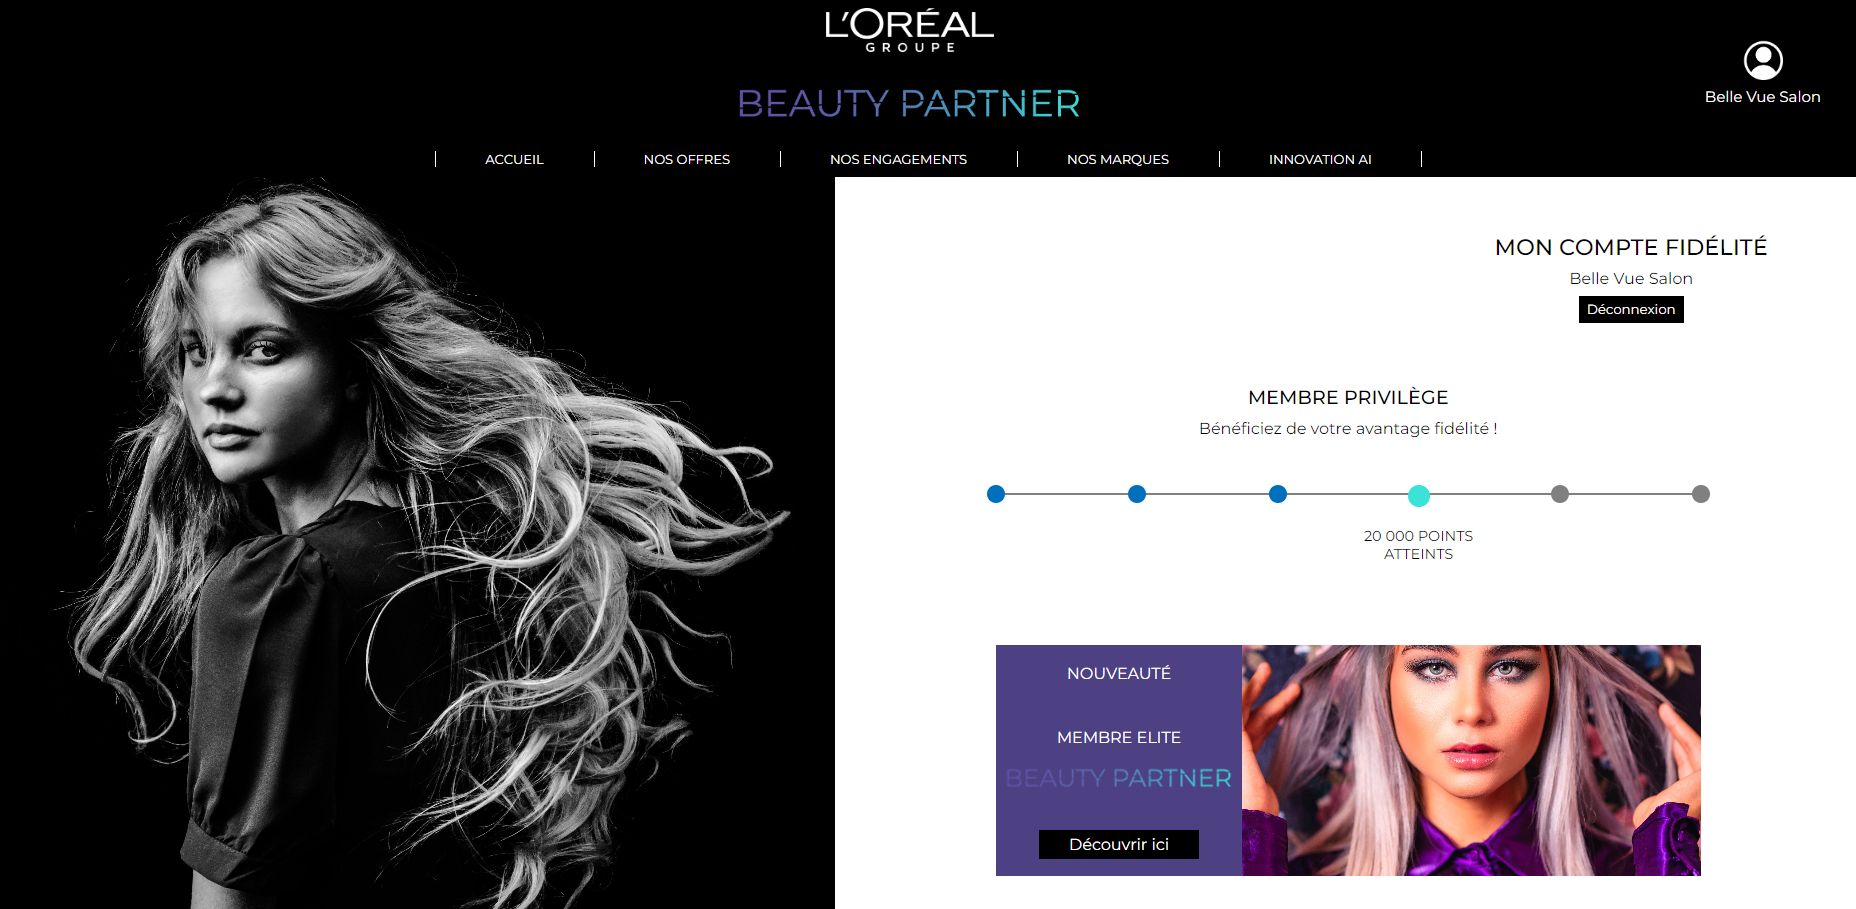 L'ORÉAL
GROUPE
BEAUTY PARTNER
Belle Vue Salon
ACCUEIL
NOS OFFRES
NOS ENGAGEMENTS
NOS MARQUES
INNOVATION AI
MON COMPTE FIDÉLITÉ
Belle Vue Salon
Déconnexion
MEMBRE PRIVILÈGE
Bénéficiez de votre avantage fidélité !
20 000 POINTS
ATTEINTS
NOUVEAUTÉ
MEMBRE ELITE
BEAUTY PARTNER
Découvrir ici